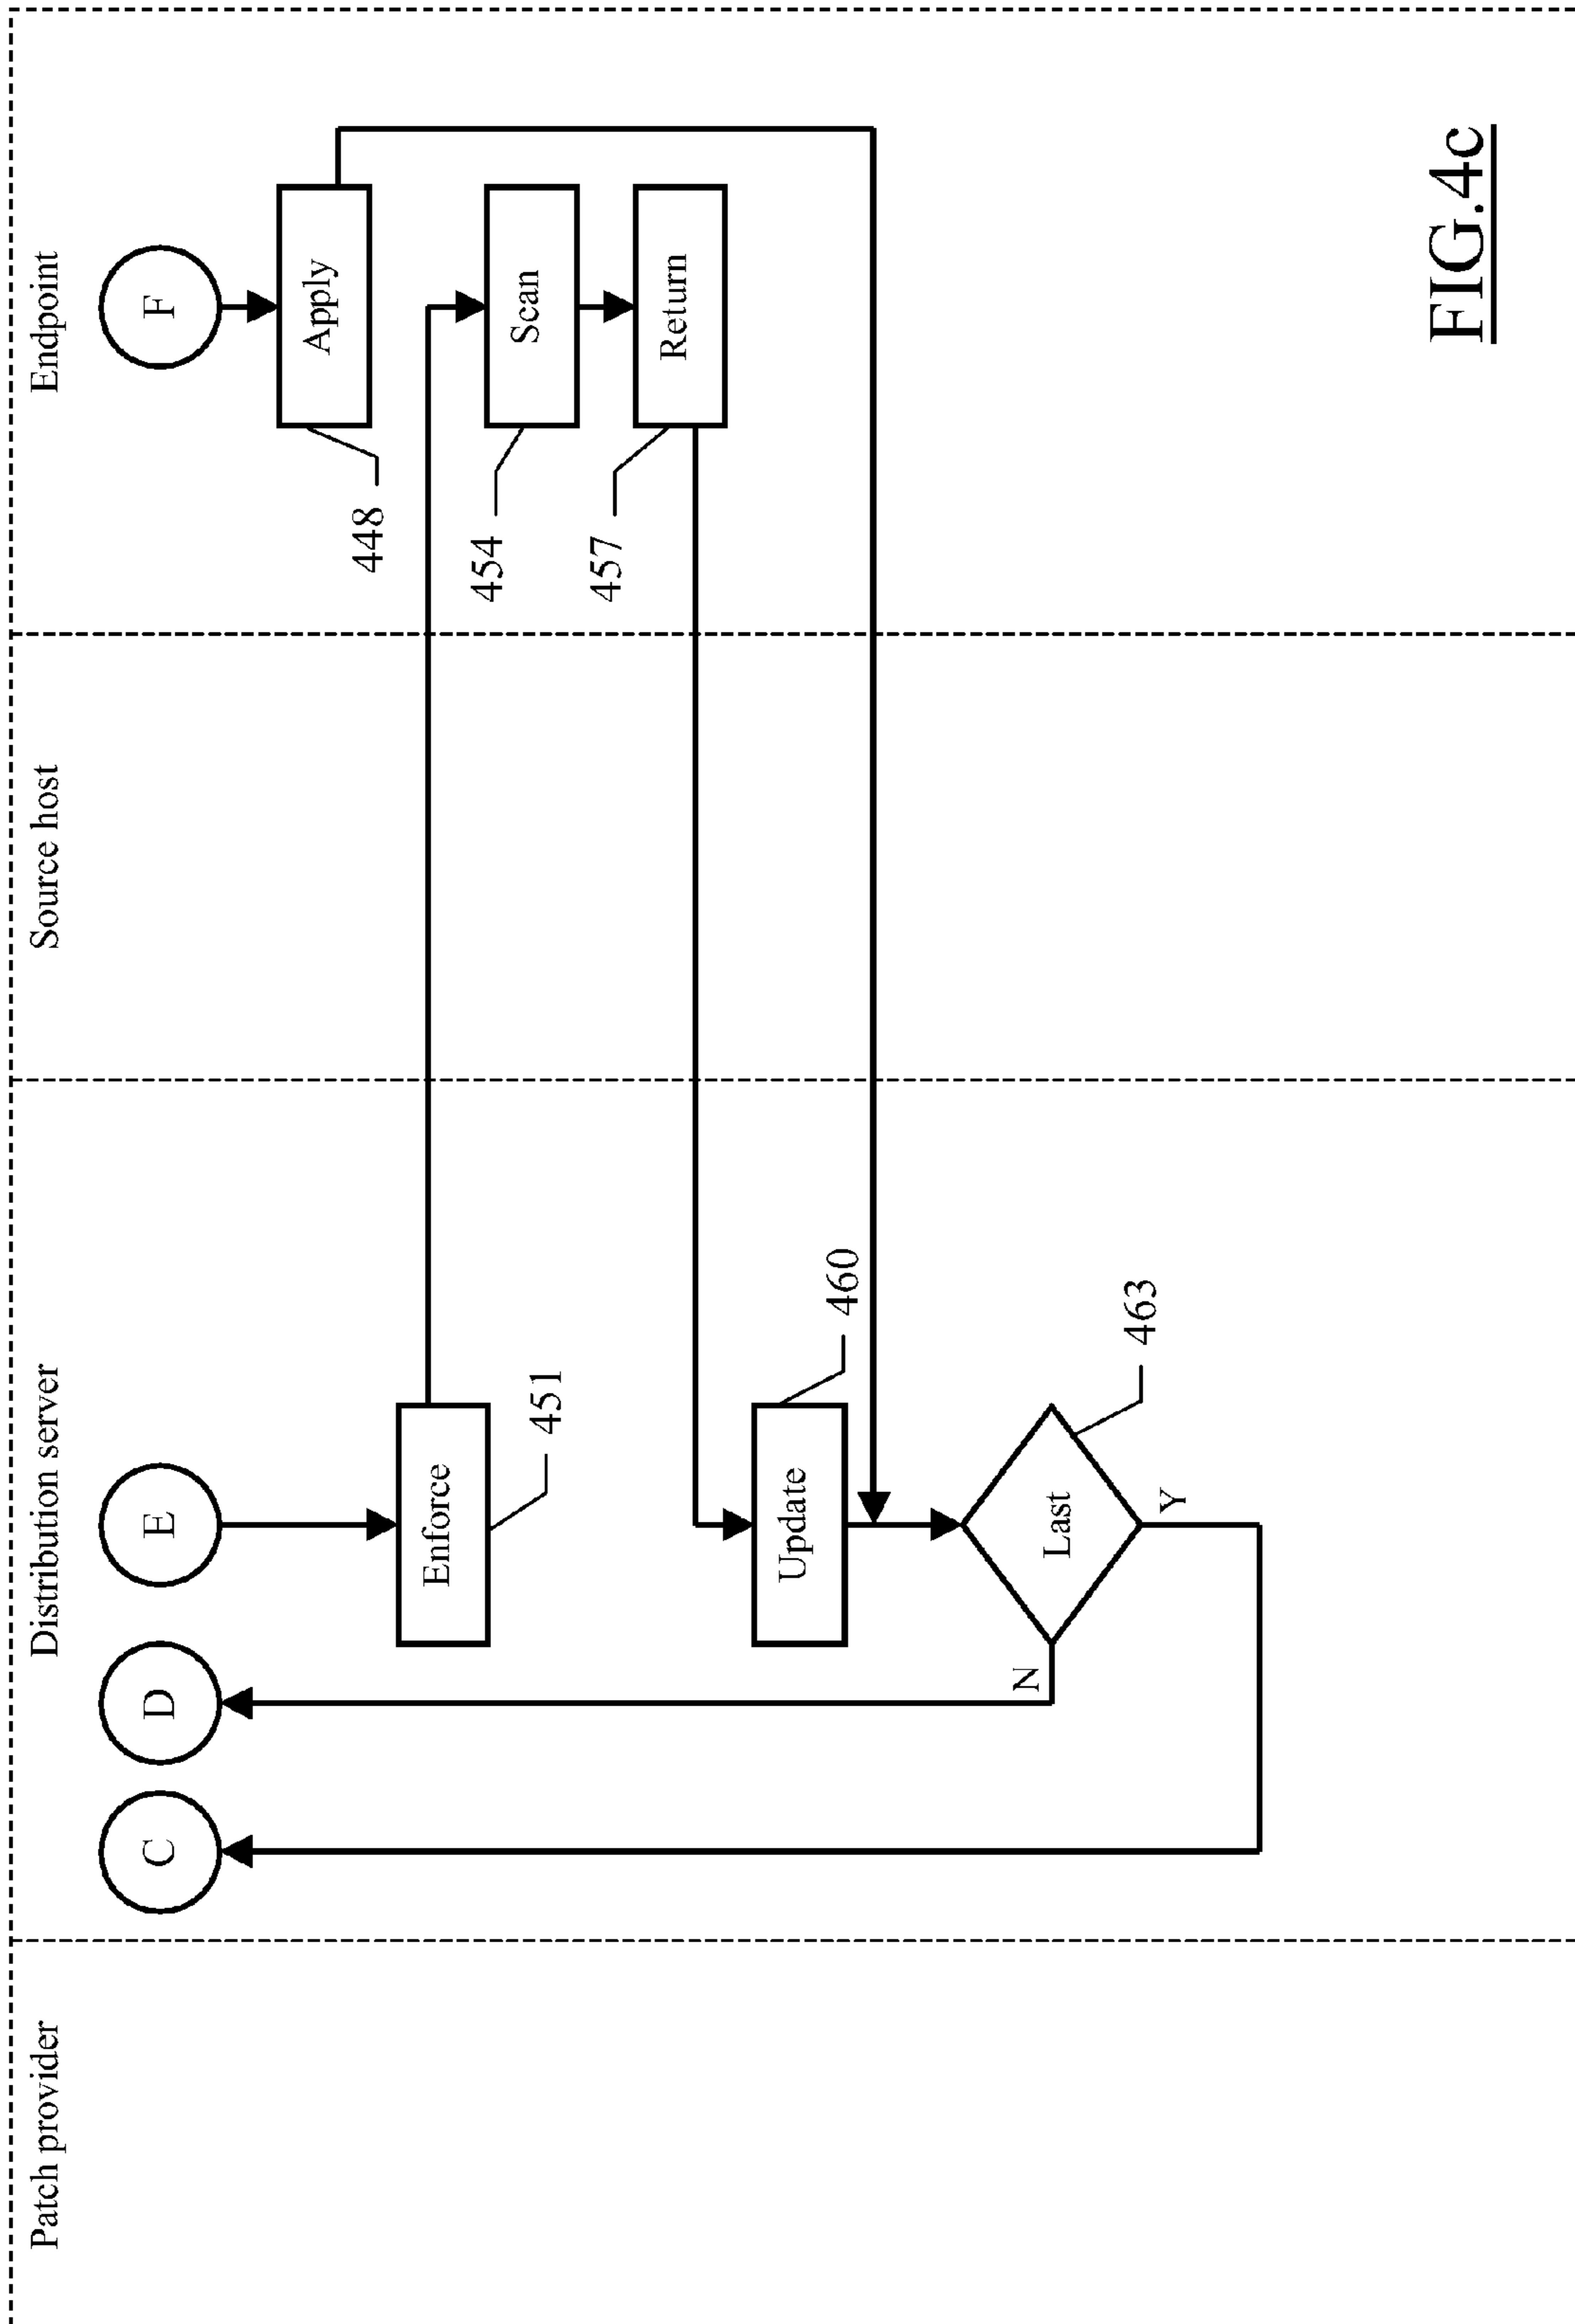 Patch provider
Distribution server
Source host
Endpoint
C
D
E
F
Apply
448
Enforce
451
Scan
454
Return
457
Update
460
Last
463
N
Y
FIG.4c